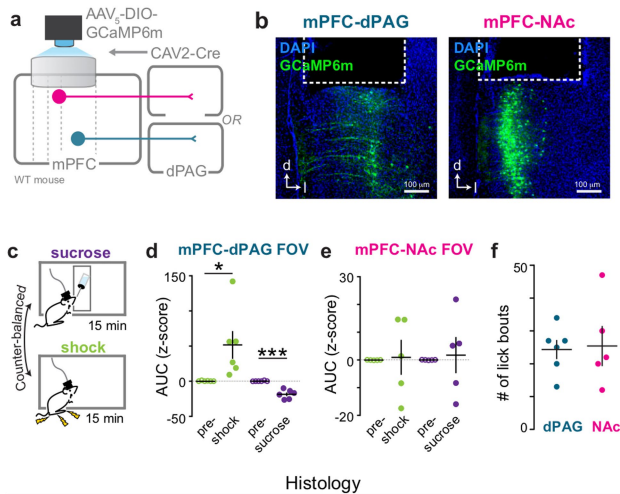 a
AAV5-DIO-
GCaMP6m
CAV2-Cre
OR
mPFC
dPAG
WT mouse
b
mPFC-dPAG
mPFC-NAc
DAPI
GCaMP6m
d
l
100 µm
DAPI
GCaMP6m
d
l
100 µm
c
Counter-balanced
sucrose
15 min
shock
15 min
d
mPFC-dPAG FOV
AUC (z-score)
150
0
-50
*
***
pre-
shock
pre-
sucrose
e
mPFC-NAc FOV
AUC (z-score)
30
0
-20
pre-
shock
pre-
sucrose
f
# of lick bouts
50
0
dPAG
NAc
Histology